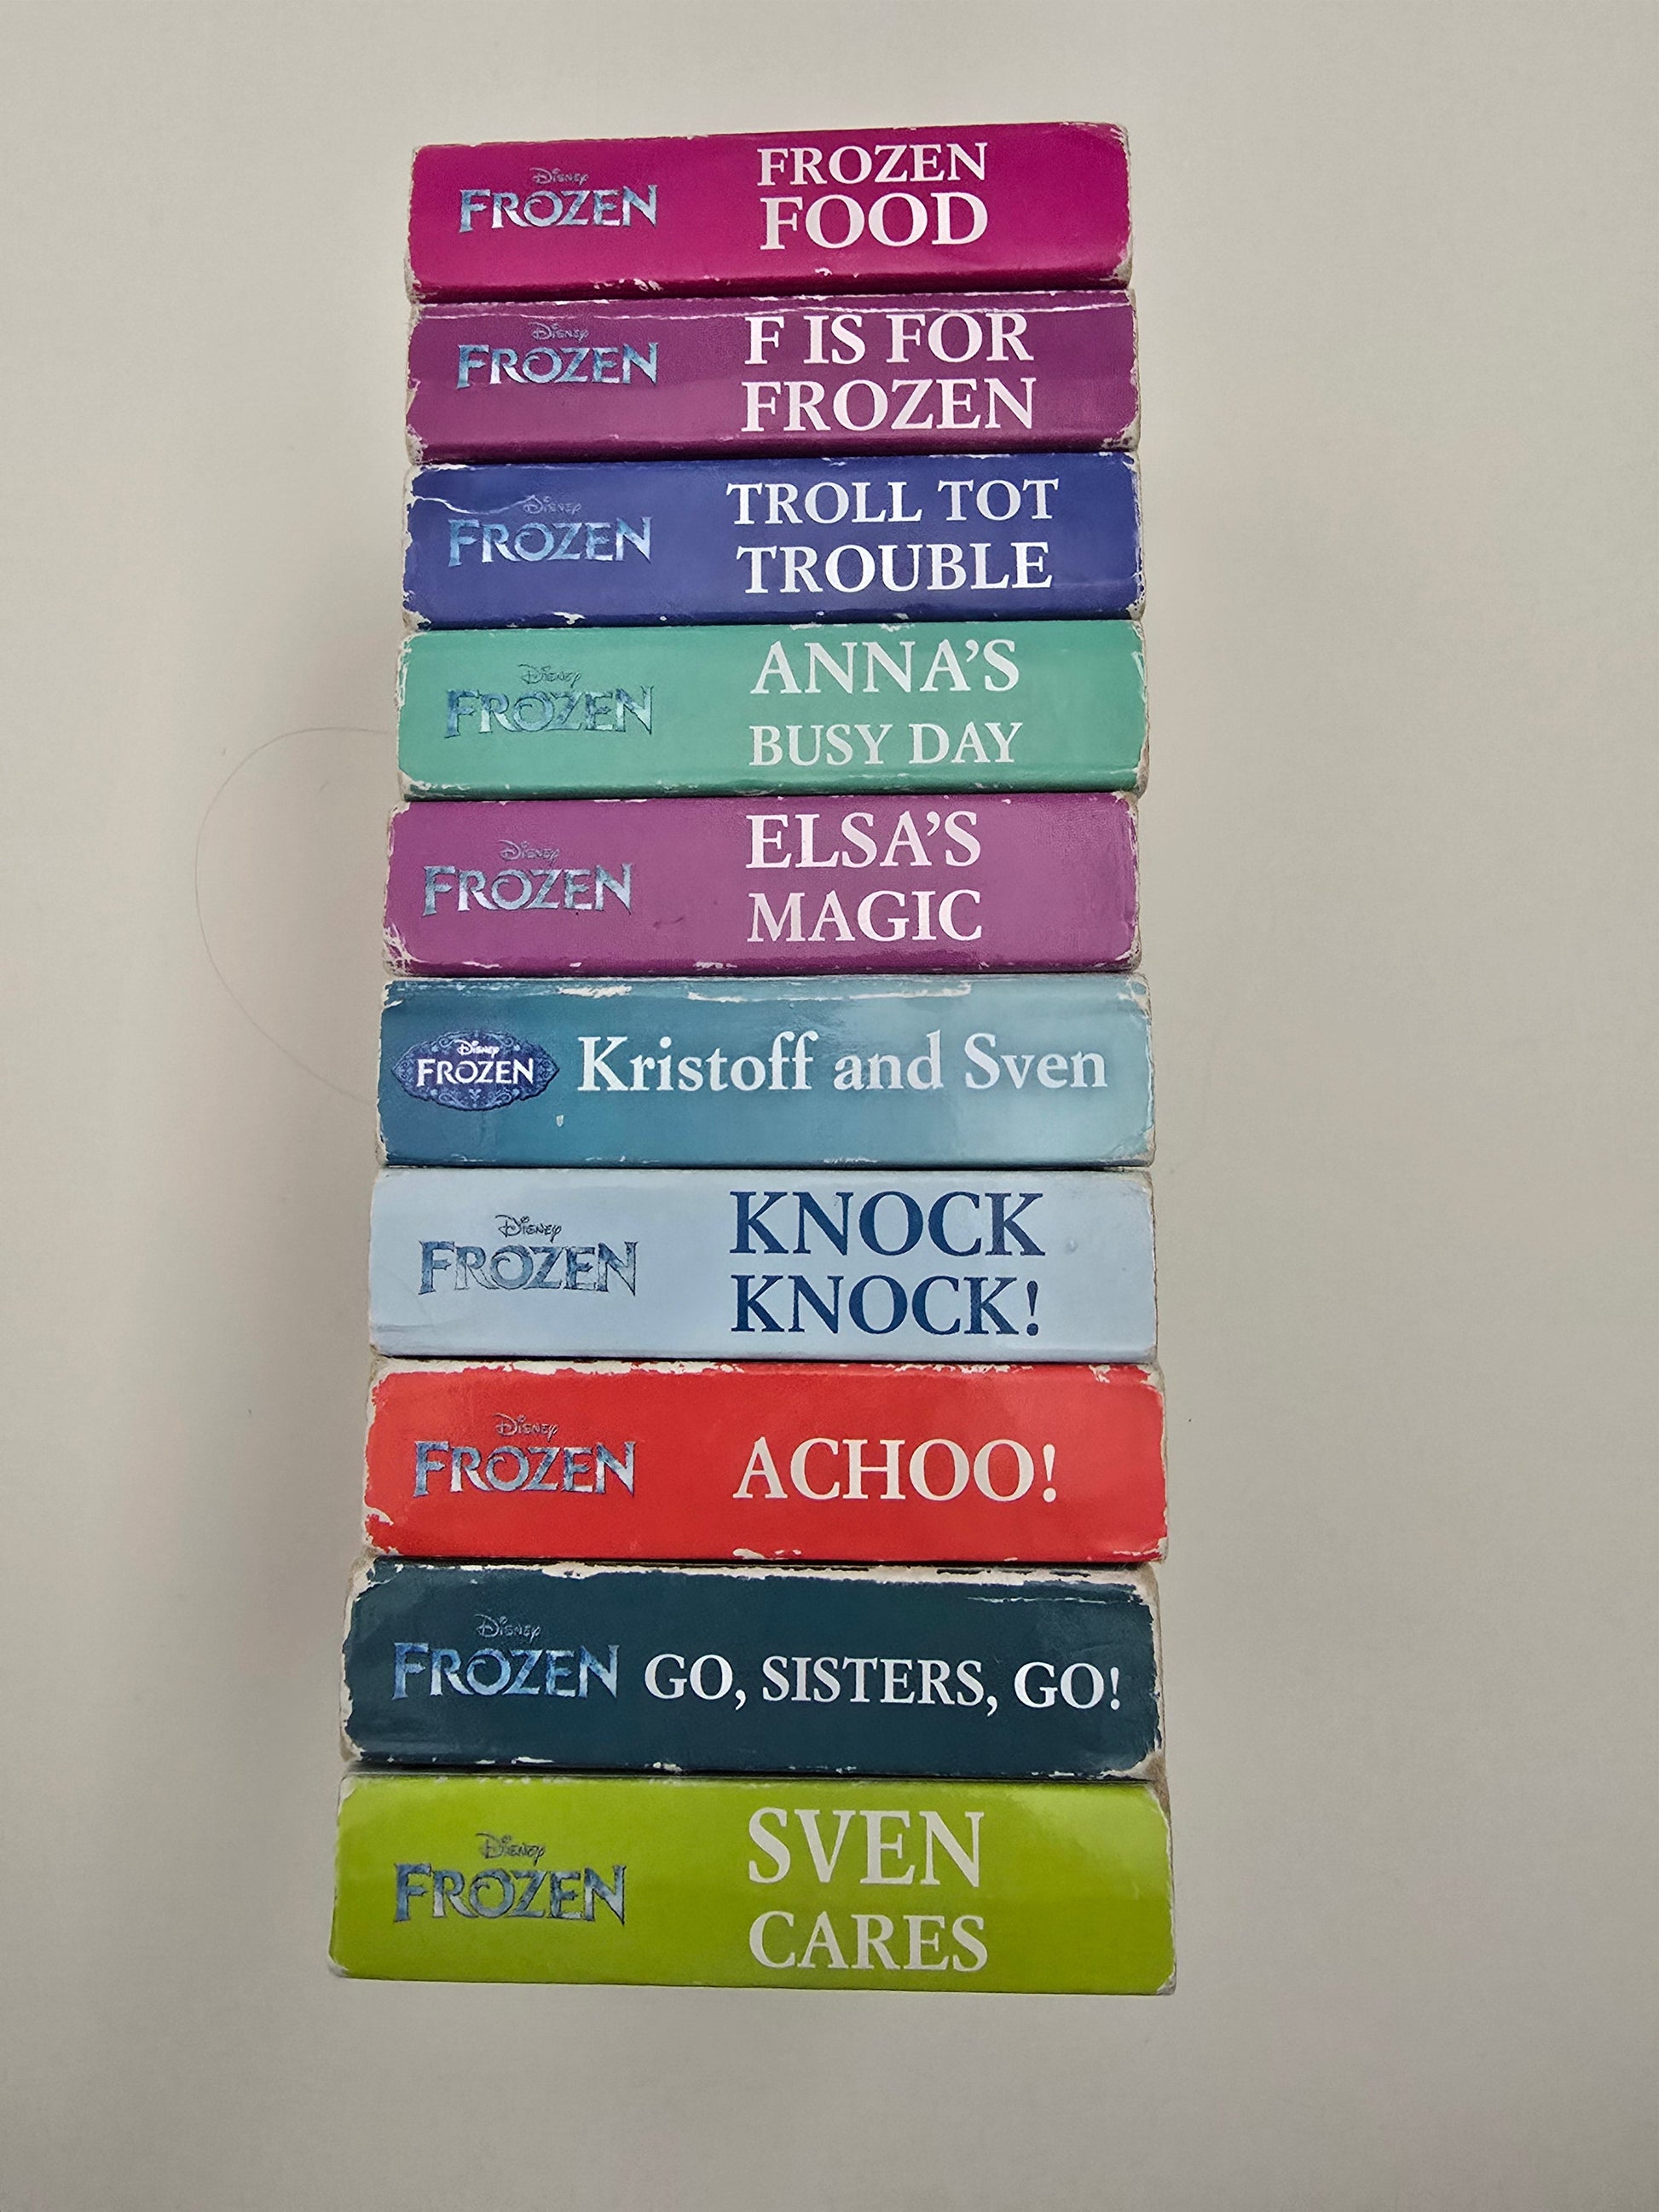 Disney
FROZEN
FROZEN
FOOD
Disney
FROZEN
F IS FOR
FROZEN
Disney
FROZEN
TROLL TOT
TROUBLE
Disney
FROZEN
ANNA'S
BUSY DAY
Disney
FROZEN
ELSA'S
MAGIC
Disney
FROZEN
Kristoff and Sven
Disney
FROZEN
KNOCK
KNOCK!
Disney
FROZEN
ACHOO!
Disney
FROZEN
GO, SISTERS, GO!
Disney
FROZEN
SVEN
CARES